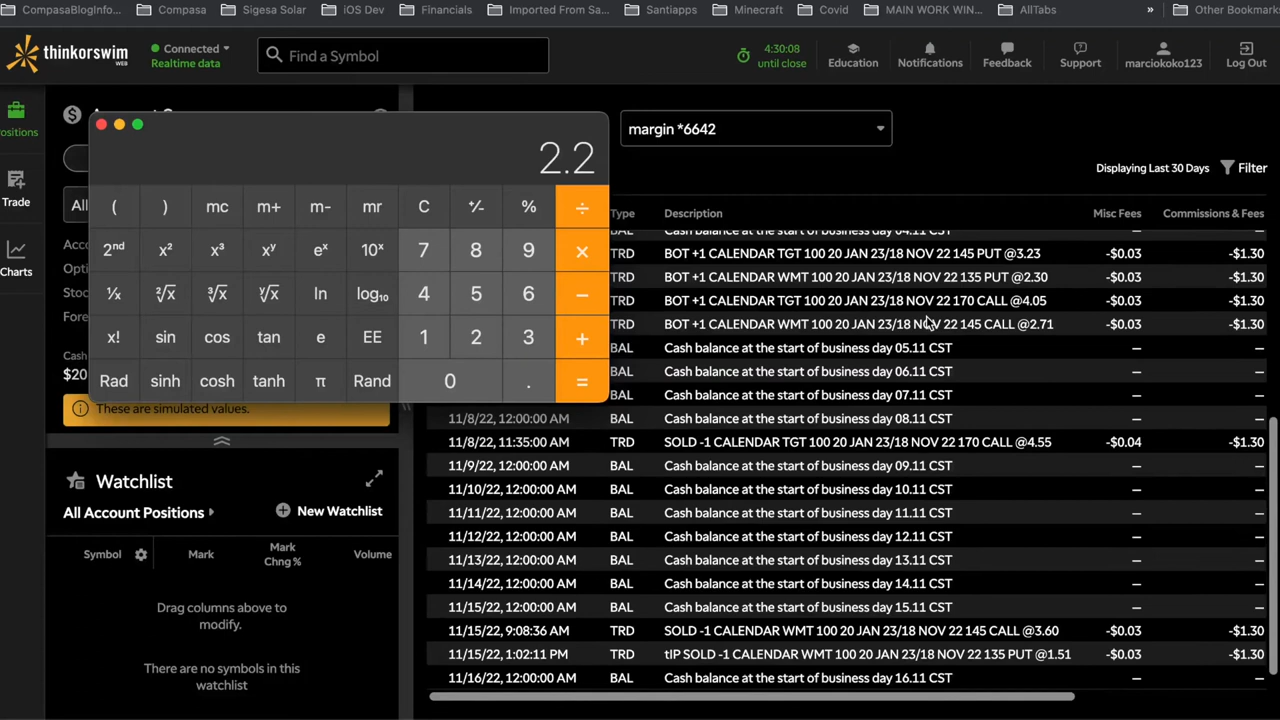 CompasaBlogInfo... Compasa Sigesa Solar iOS Dev Financials Imported From Sa... Santiapps Minecraft Covid MAIN WORK WIN... AllTabs » Other Bookmarks
thinkorswim WEB
Connected
Realtime data
Find a Symbol
4:30:08
until close
Education
Notifications
Feedback
Support
marciokoko123
Log Out
ositions
Trade
Charts
All
Acco
Opti
Stoc
Fore
Cash
$20
These are simulated values.
2.2
( ) mc m+ m- mr C +⁄- % ÷
2nd x² x³ xʸ eˣ 10ˣ 7 8 9 ×
¹⁄x ²√x ³√x ʸ√x ln log₁₀ 4 5 6 −
x! sin cos tan e EE 1 2 3 +
Rad sinh cosh tanh π Rand 0 . =
Watchlist
All Account Positions
New Watchlist
Symbol Mark Mark Chng % Volume
Drag columns above to
modify.
There are no symbols in this
watchlist
margin *6642
Displaying Last 30 Days Filter
Type Description Misc Fees Commissions & Fees
Cash balance at the start of business day 04.11 CST
TRD BOT +1 CALENDAR TGT 100 20 JAN 23/18 NOV 22 145 PUT @3.23 -$0.03 -$1.30
TRD BOT +1 CALENDAR WMT 100 20 JAN 23/18 NOV 22 135 PUT @2.30 -$0.03 -$1.30
TRD BOT +1 CALENDAR TGT 100 20 JAN 23/18 NOV 22 170 CALL @4.05 -$0.03 -$1.30
TRD BOT +1 CALENDAR WMT 100 20 JAN 23/18 NOV 22 145 CALL @2.71 -$0.03 -$1.30
BAL Cash balance at the start of business day 05.11 CST – –
BAL Cash balance at the start of business day 06.11 CST – –
BAL Cash balance at the start of business day 07.11 CST – –
11/8/22, 12:00:00 AM BAL Cash balance at the start of business day 08.11 CST – –
11/8/22, 11:35:00 AM TRD SOLD -1 CALENDAR TGT 100 20 JAN 23/18 NOV 22 170 CALL @4.55 -$0.04 -$1.30
11/9/22, 12:00:00 AM BAL Cash balance at the start of business day 09.11 CST – –
11/10/22, 12:00:00 AM BAL Cash balance at the start of business day 10.11 CST – –
11/11/22, 12:00:00 AM BAL Cash balance at the start of business day 11.11 CST – –
11/12/22, 12:00:00 AM BAL Cash balance at the start of business day 12.11 CST – –
11/13/22, 12:00:00 AM BAL Cash balance at the start of business day 13.11 CST – –
11/14/22, 12:00:00 AM BAL Cash balance at the start of business day 14.11 CST – –
11/15/22, 12:00:00 AM BAL Cash balance at the start of business day 15.11 CST – –
11/15/22, 9:08:36 AM TRD SOLD -1 CALENDAR WMT 100 20 JAN 23/18 NOV 22 145 CALL @3.60 -$0.03 -$1.30
11/15/22, 1:02:11 PM TRD tIP SOLD -1 CALENDAR WMT 100 20 JAN 23/18 NOV 22 135 PUT @1.51 -$0.03 -$1.30
11/16/22, 12:00:00 AM BAL Cash balance at the start of business day 16.11 CST – –